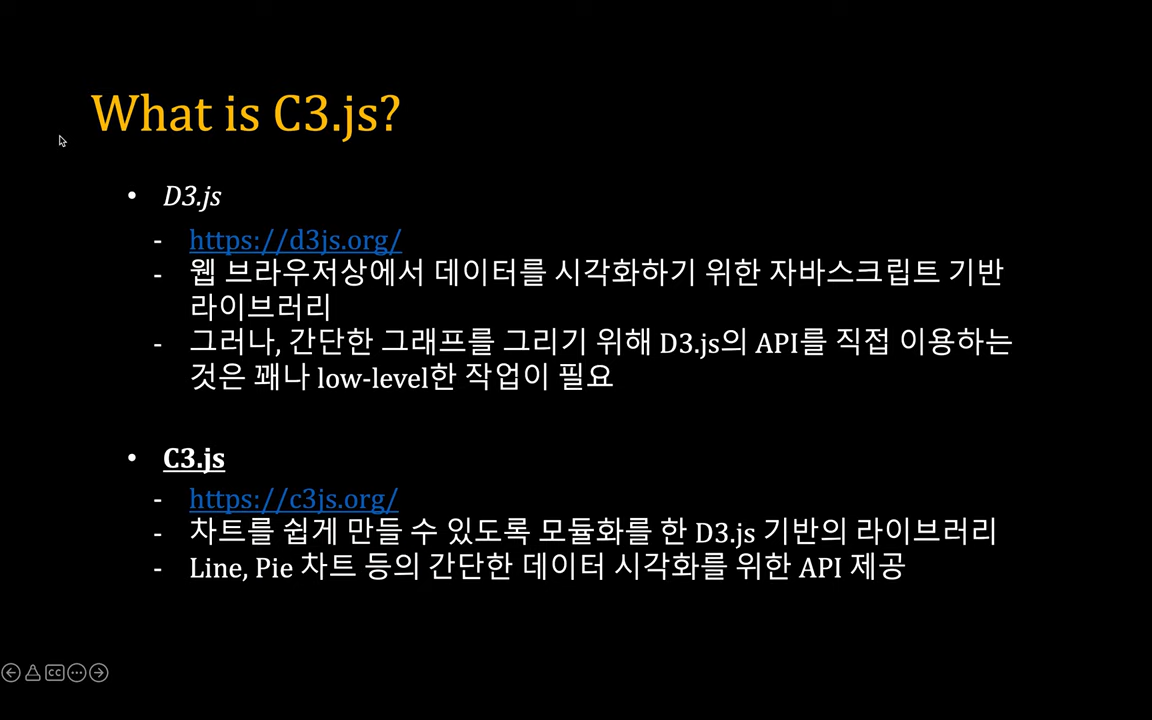 What is C3.js?
• D3.js
- https://d3js.org/
- 웹 브라우저상에서 데이터를 시각화하기 위한 자바스크립트 기반
라이브러리
- 그러나, 간단한 그래프를 그리기 위해 D3.js의 API를 직접 이용하는
것은 꽤나 low-level한 작업이 필요
• C3.js
- https://c3js.org/
- 차트를 쉽게 만들 수 있도록 모듈화를 한 D3.js 기반의 라이브러리
- Line, Pie 차트 등의 간단한 데이터 시각화를 위한 API 제공
CC